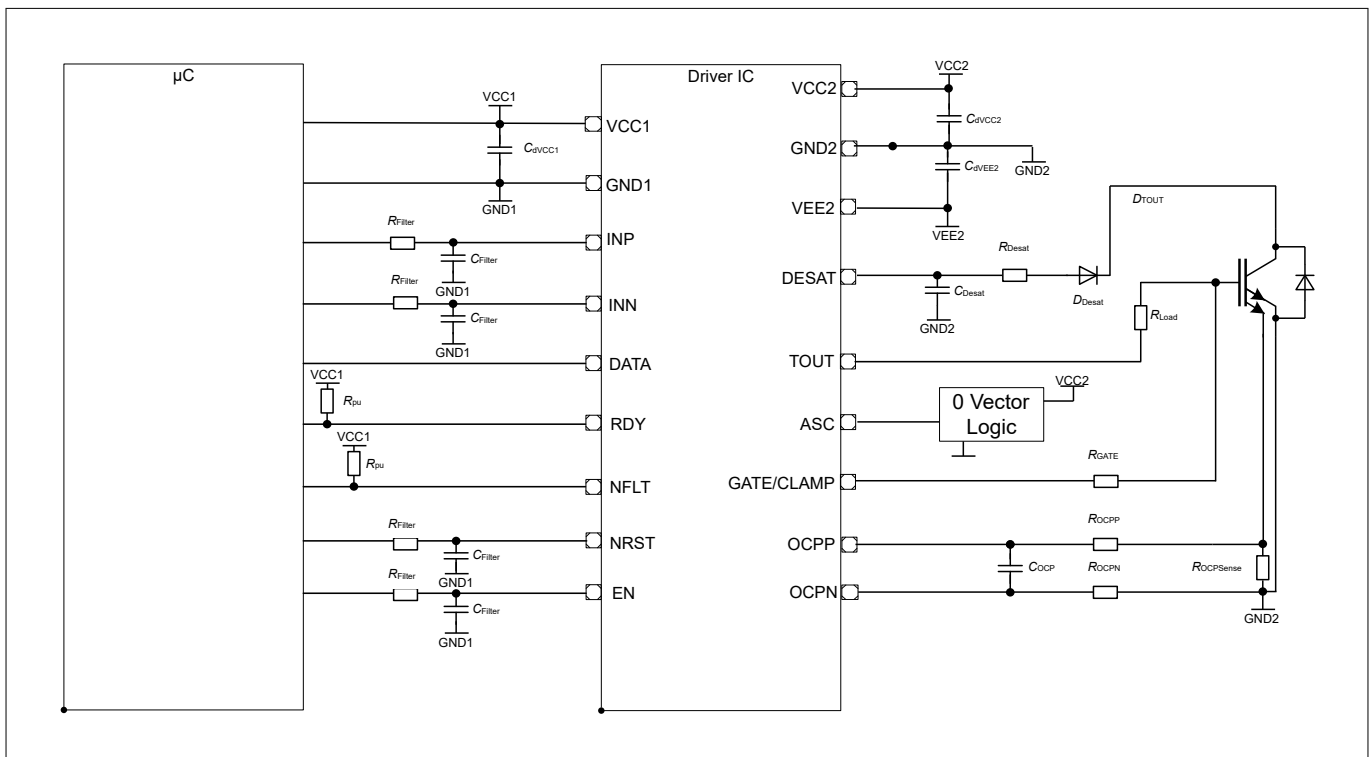 µC
Driver IC
VCC1
CdVCC1
GND1
VCC1
GND1
RFilter
CFilter
GND1
INP
RFilter
CFilter
GND1
INN
DATA
VCC1
Rpu
RDY
VCC1
Rpu
NFLT
RFilter
CFilter
GND1
NRST
RFilter
CFilter
GND1
EN
VCC2
GND2
VEE2
DESAT
TOUT
ASC
GATE/CLAMP
OCPP
OCPN
VCC2
CdVCC2
CdVEE2
GND2
VEE2
DTOUT
RDesat
CDesat
GND2
DDesat
RLoad
0 Vector
Logic
VCC2
RGATE
ROCPP
COCP
ROCPN
ROCPSense
GND2